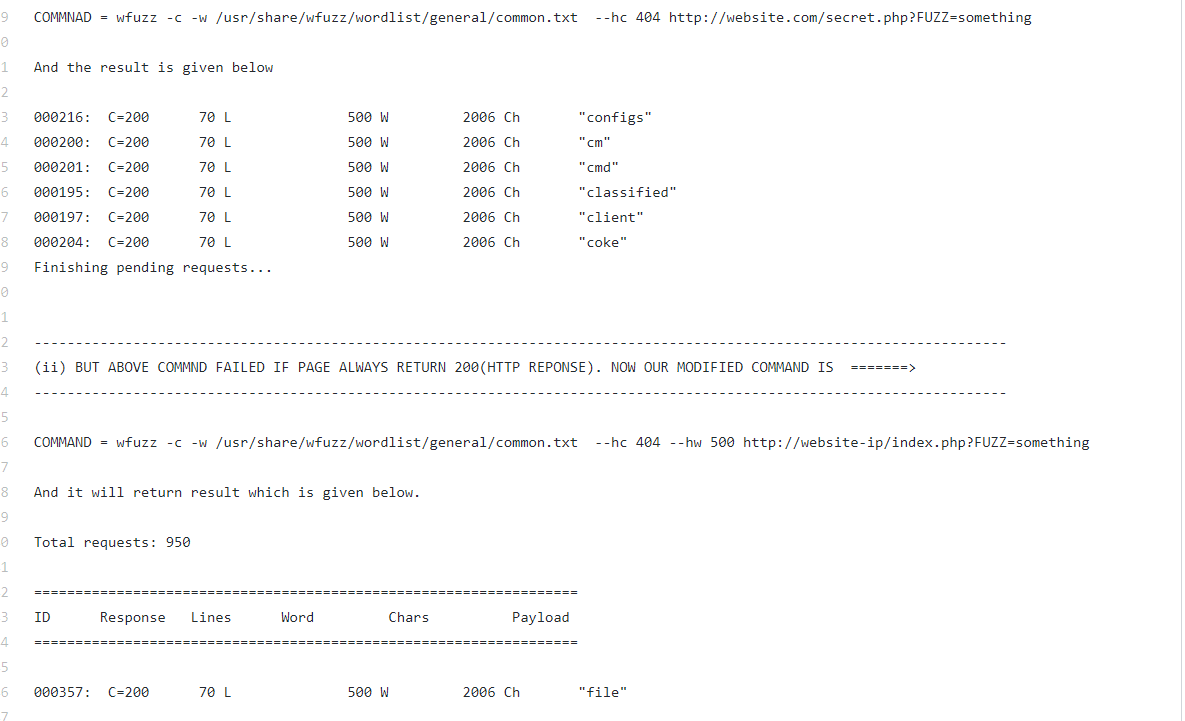 9 COMMNAD = wfuzz -c -w /usr/share/wfuzz/wordlist/general/common.txt  --hc 404 http://website.com/secret.php?FUZZ=something
0
1 And the result is given below
2
3 000216:  C=200      70 L              500 W         2006 Ch       "configs"
4 000200:  C=200      70 L              500 W         2006 Ch       "cm"
5 000201:  C=200      70 L              500 W         2006 Ch       "cmd"
6 000195:  C=200      70 L              500 W         2006 Ch       "classified"
7 000197:  C=200      70 L              500 W         2006 Ch       "client"
8 000204:  C=200      70 L              500 W         2006 Ch       "coke"
9 Finishing pending requests...
0
1
2 ----------------------------------------------------------------------------------------------------------------------
3 (ii) BUT ABOVE COMMND FAILED IF PAGE ALWAYS RETURN 200(HTTP REPONSE). NOW OUR MODIFIED COMMAND IS  =======>
4 ----------------------------------------------------------------------------------------------------------------------
5
6 COMMAND = wfuzz -c -w /usr/share/wfuzz/wordlist/general/common.txt  --hc 404 --hw 500 http://website-ip/index.php?FUZZ=something
7
8 And it will return result which is given below.
9
0 Total requests: 950
1
2 ==================================================================
3 ID      Response   Lines      Word         Chars          Payload
4 ==================================================================
5
6 000357:  C=200      70 L              500 W         2006 Ch       "file"
7